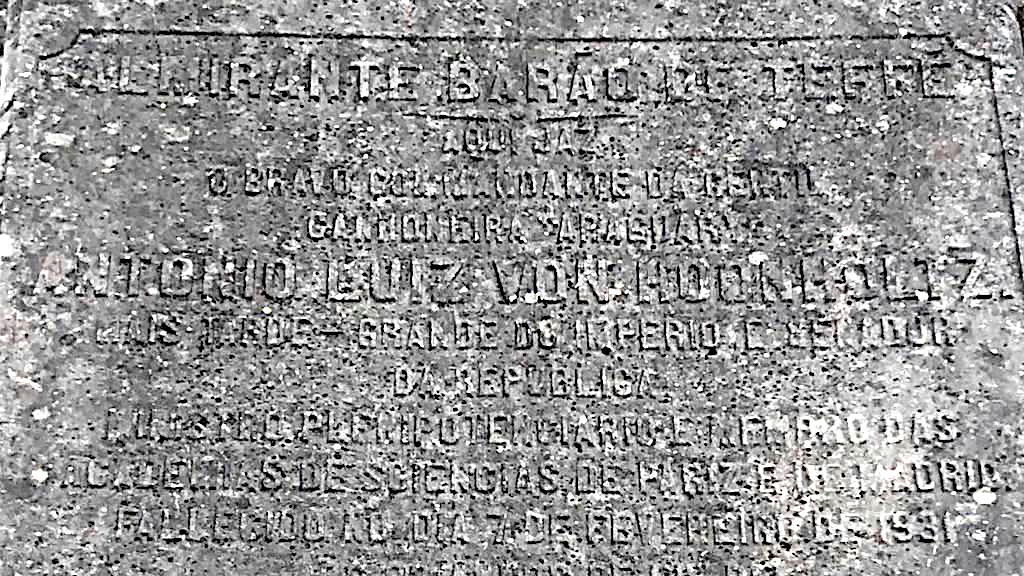 ALMIRANTE BARÃO DE TEFFÉ
AQUI JAZ
O BRAVO COMMANDANTE DA
CANHONEIRA ARAGUARY
ANTONIO LUIZ VON HOONHOLTZ.
MAIS TARDE - GRANDE DO IMPERIO E SENADOR
DA REPUBLICA
MINISTRO PLENIPOTENCIARIO E MEMBRO DAS
ACADEMIAS DE SCIENCIAS DE PARIZ E DE MADRID
FALLECIDO NO DIA 7 DE FEVEREIRO DE 1931